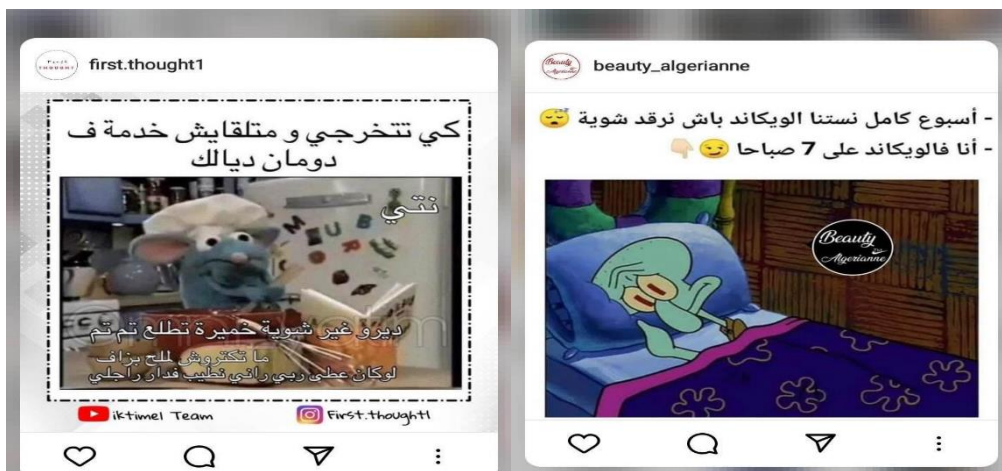 first.thought1
كي تتخرجي و متلقايش خدمة ف
دومان ديالك
نتي
ديرو غير شوية خميرة تطلع تم تم
ما تكتروش لملح بزاف
لوكان عطى ربي راني نطيب فدار راجلي
iktimel Team
First.thought1
beauty_algerianne
- أسبوع كامل نستنا الويكاند باش نرقد شوية 😴
- أنا فالويكاند على 7 صباحا 😏👇🏻
Beauty
Algerianne